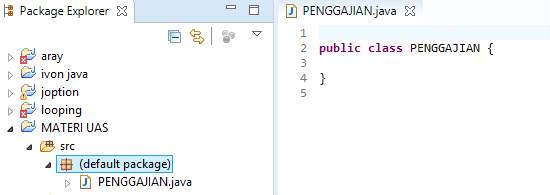 Package Explorer
aray
ivon java
joption
looping
MATERI UAS
src
(default package)
PENGGAJIAN.java
PENGGAJIAN.java
1
2 public class PENGGAJIAN {
3
4 }
5